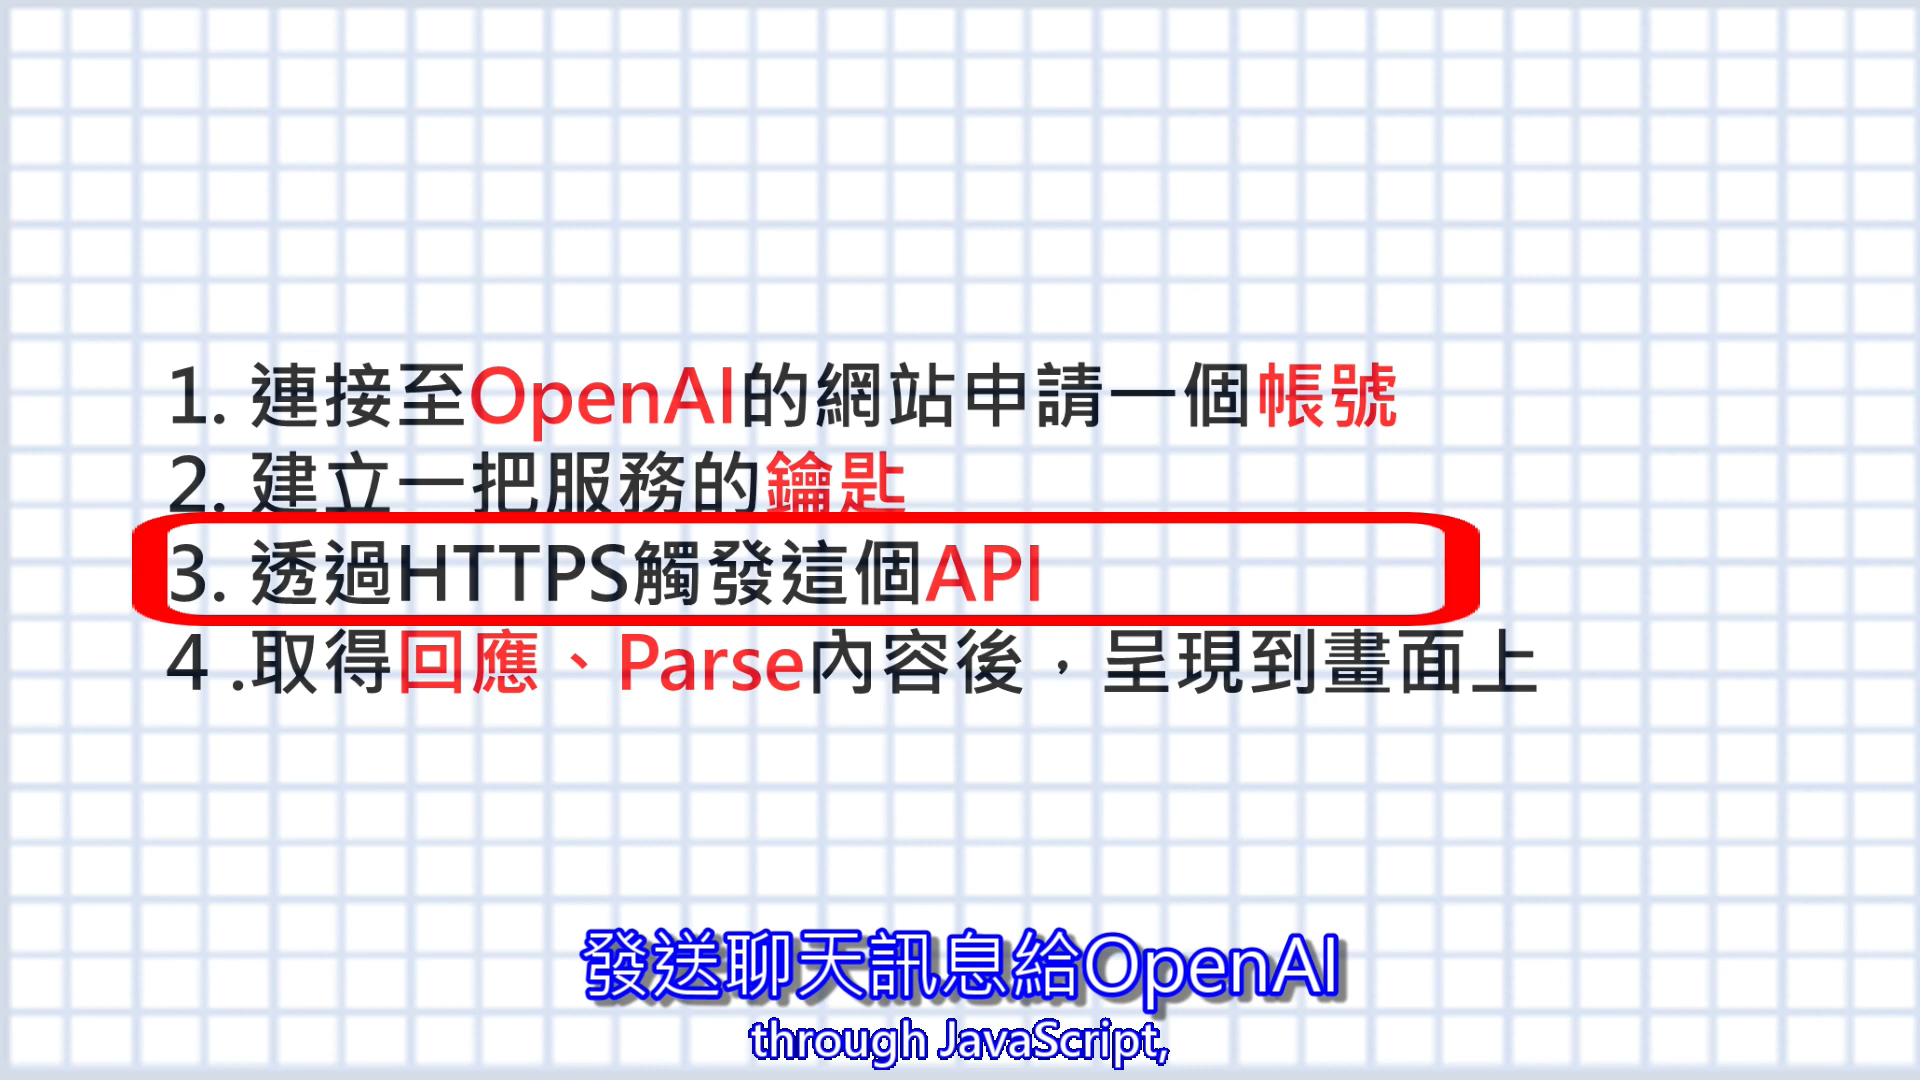 1. 連接至OpenAI的網站申請一個帳號
2. 建立一把服務的鑰匙
3. 透過HTTPS觸發這個API
4 .取得回應、Parse內容後，呈現到畫面上
發送聊天訊息給OpenAI
through JavaScript,